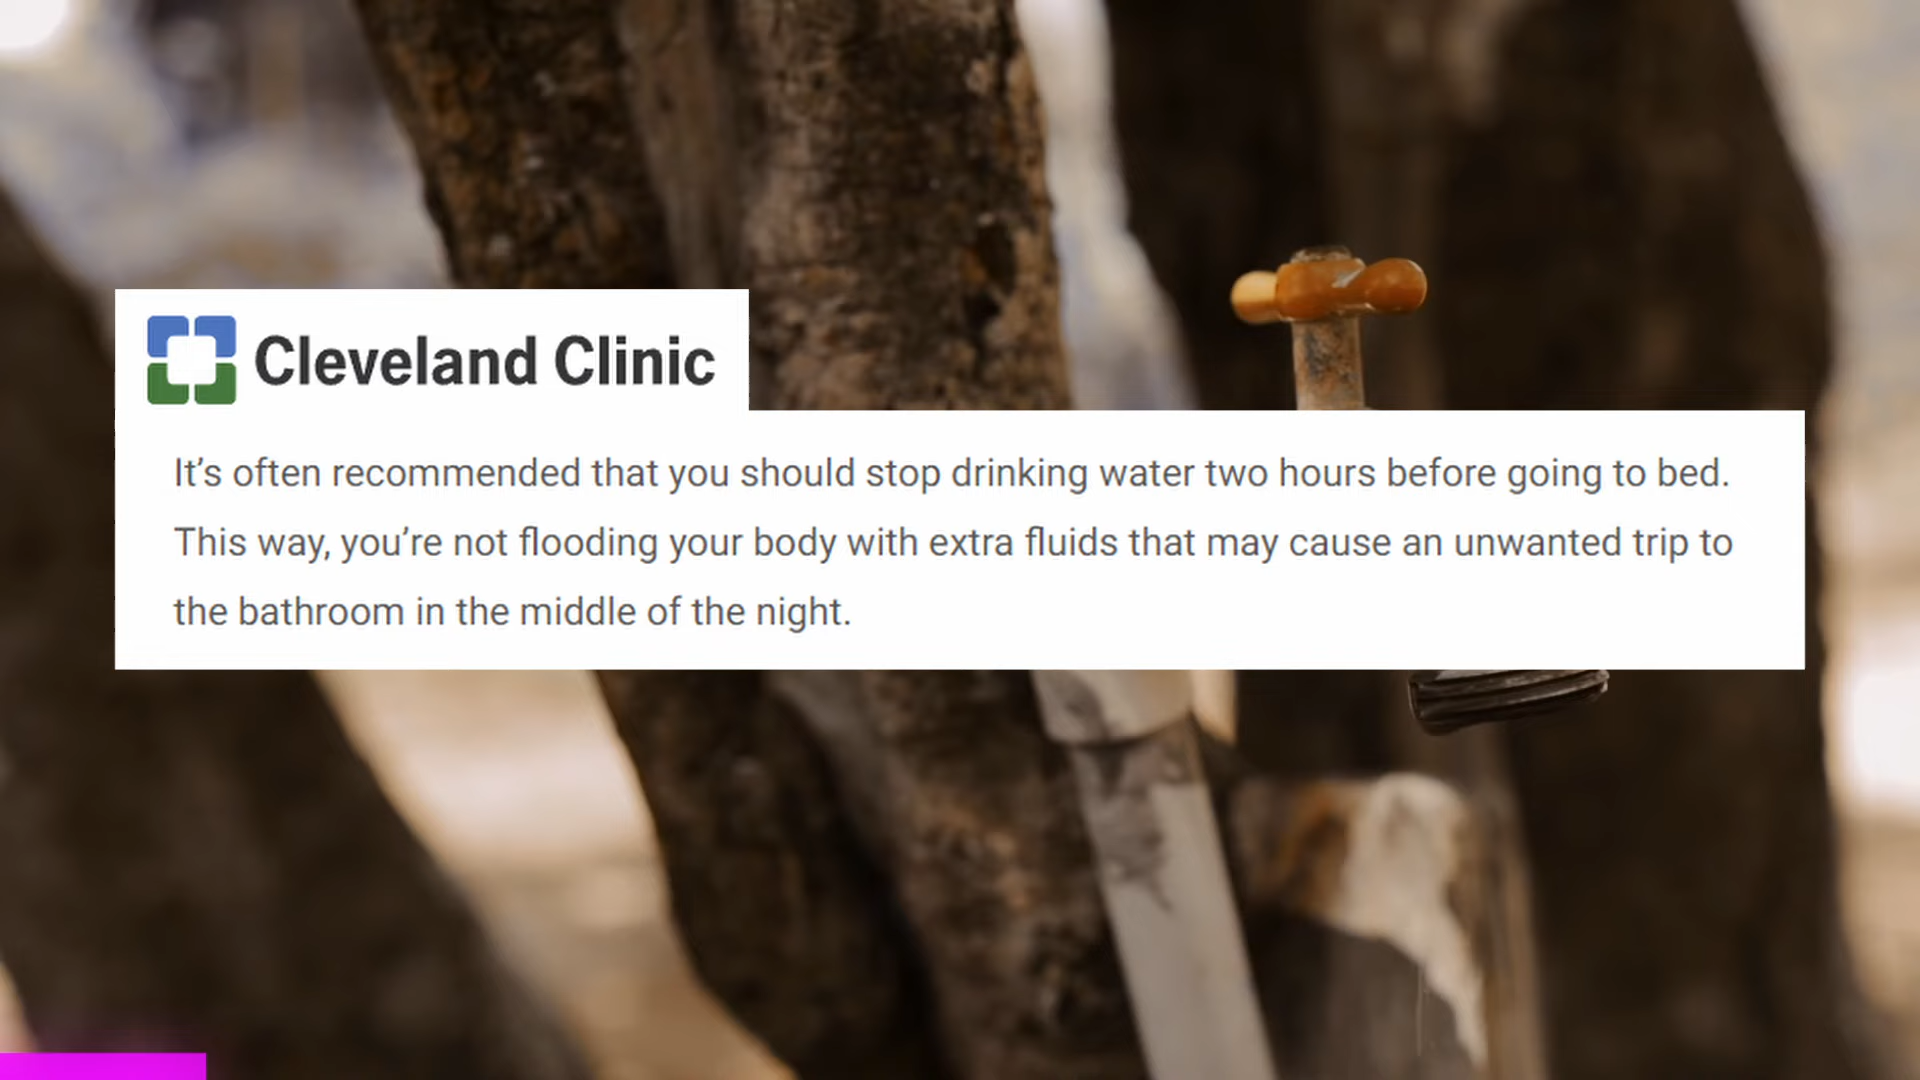 Cleveland Clinic
It’s often recommended that you should stop drinking water two hours before going to bed.
This way, you’re not flooding your body with extra fluids that may cause an unwanted trip to
the bathroom in the middle of the night.